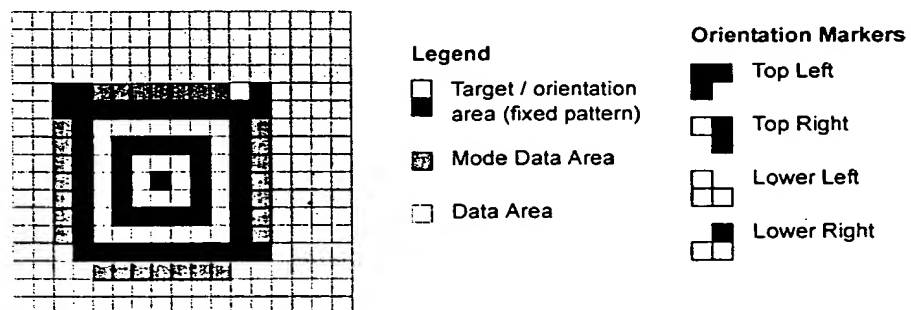 Legend
Target / orientation
area (fixed pattern)
Mode Data Area
Data Area
Orientation Markers
Top Left
Top Right
Lower Left
Lower Right